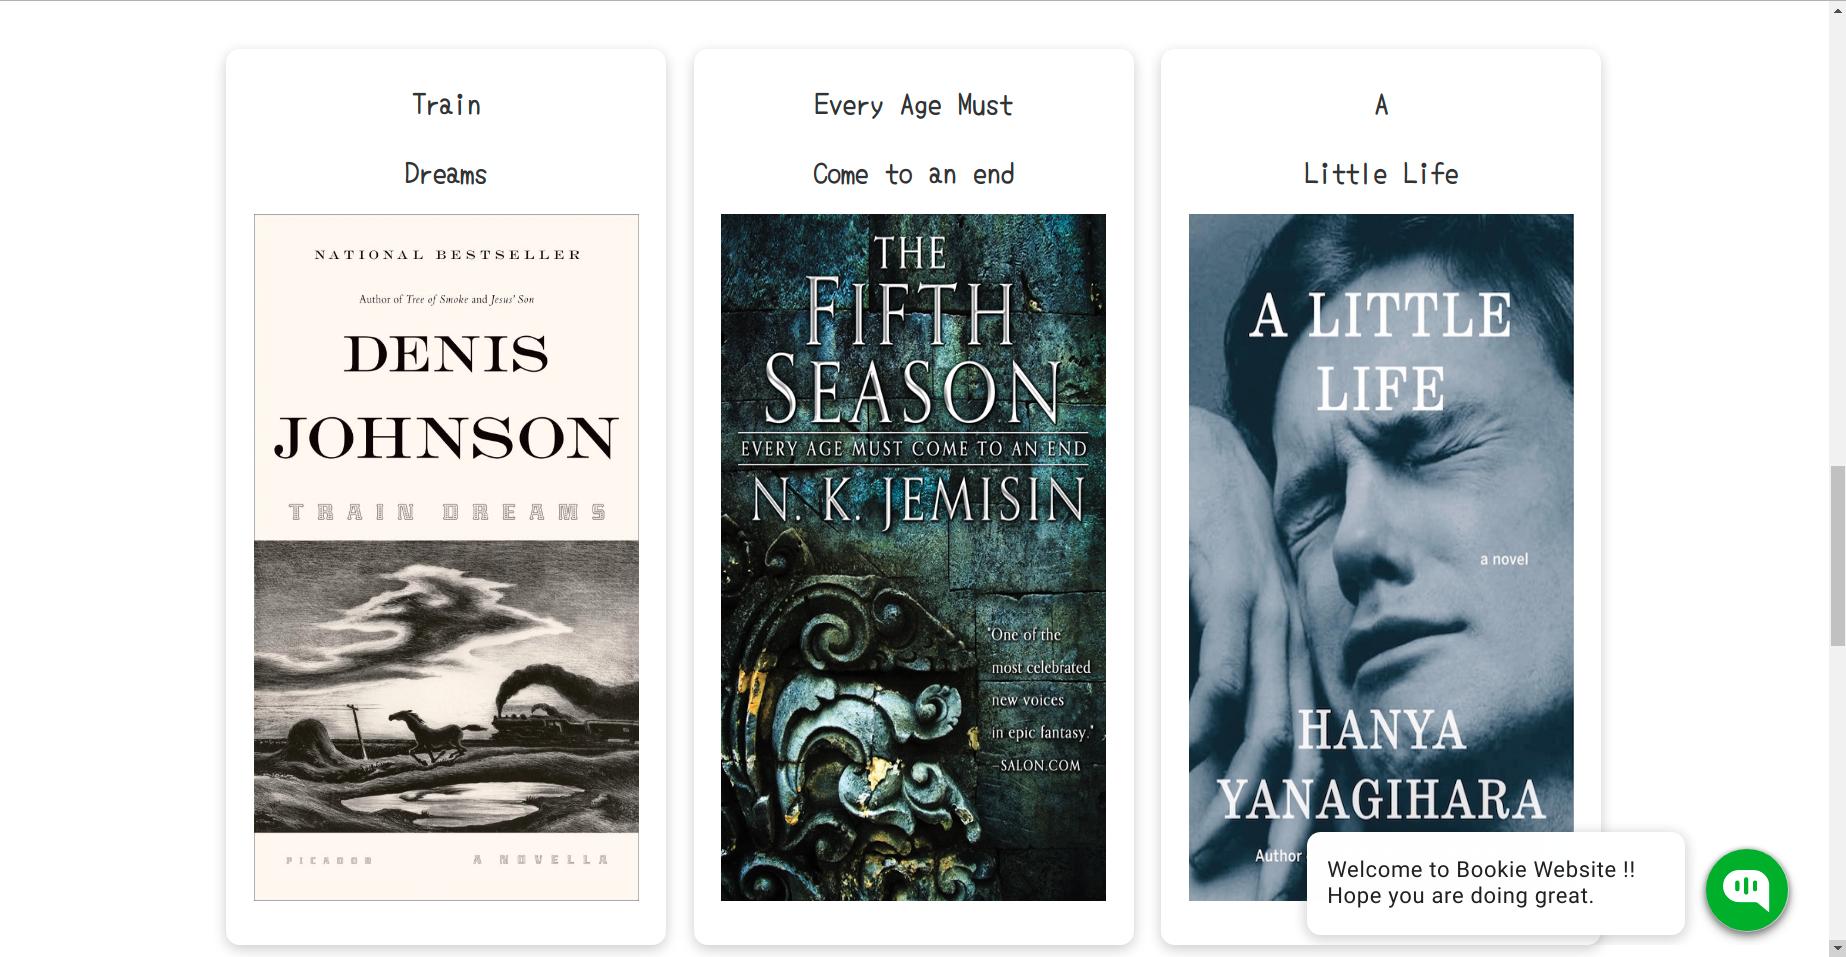 Train
Dreams
NATIONAL BESTSELLER
Author of Tree of Smoke and Jesus' Son
DENIS
JOHNSON
TRAIN DREAMS
PICADOR A NOVELLA
Every Age Must
Come to an end
THE
FIFTH
SEASON
EVERY AGE MUST COME TO AN END
N. K. JEMISIN
"One of the
most celebrated
new voices
in epic fantasy."
–SALON.COM
A
Little Life
A LITTLE
LIFE
a novel
HANYA
YANAGIHARA
Author
Welcome to Bookie Website !!
Hope you are doing great.